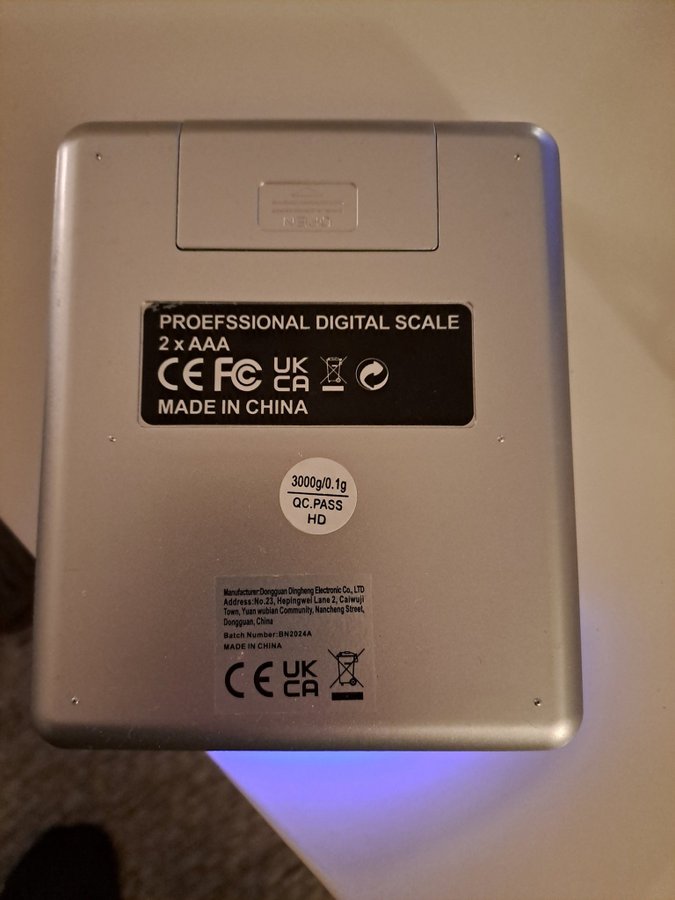 OPEN
PROEFSSIONAL DIGITAL SCALE
2 x AAA
CE FC UK CA
MADE IN CHINA
3000g/0.1g
QC.PASS
HD
Manufacturer:Dongguan Dingheng Electronic Co., LTD
Address:No.23, Hepingwei Lane 2, Caiwuji
Town, Yuan wubian Community, Nancheng Street,
Dongguan, China
Batch Number:BN2024A
MADE IN CHINA
CE UK CA